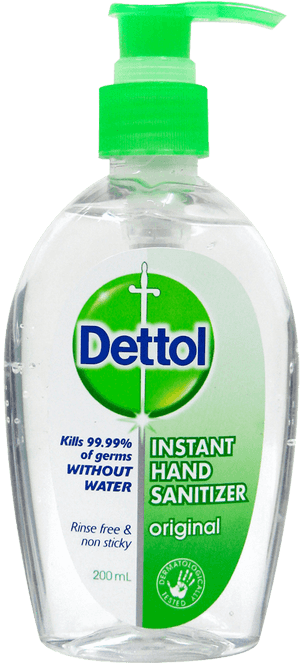 Dettol
Kills 99.99%
of germs
WITHOUT
WATER
Rinse free &
non sticky
200 mL
INSTANT
HAND
SANITIZER
original
DERMATOLOGICALLY
TESTED